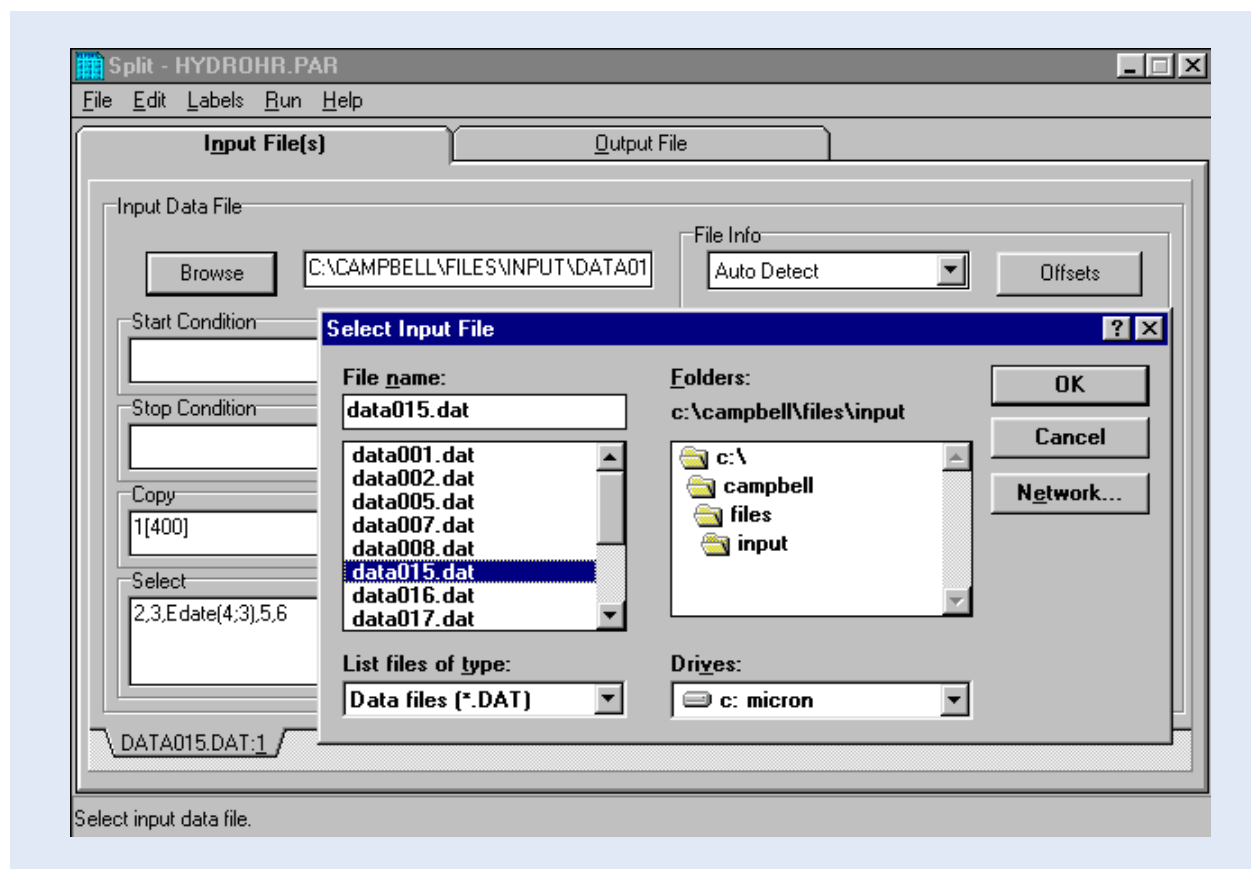 Split - HYDROHR.PAR
File Edit Labels Run Help
Input File(s)
Output File
Input Data File
Browse
C:\CAMPBELL\FILES\INPUT\DATA01
File Info
Auto Detect
Offsets
Start Condition
Stop Condition
Copy
1[400]
Select
2,3,Edate(4;3),5,6
Select Input File
File name:
data015.dat
data001.dat
data002.dat
data005.dat
data007.dat
data008.dat
data015.dat
data016.dat
data017.dat
List files of type:
Data files (*.DAT)
Folders:
c:\campbell\files\input
c:\
campbell
files
input
Drives:
c: micron
OK
Cancel
Network...
DATA015.DAT:1
Select input data file.